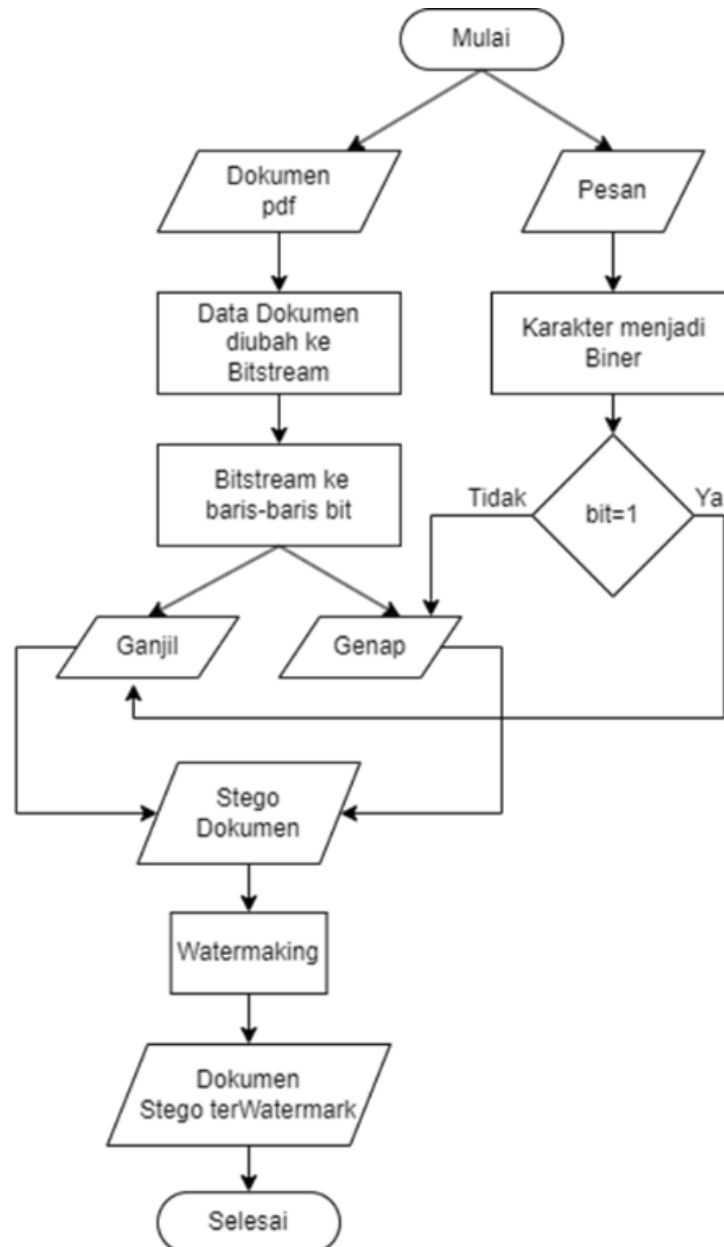 Mulai
Dokumen
pdf
Pesan
Data Dokumen
diubah ke
Bitstream
Karakter menjadi
Biner
Bitstream ke
baris-baris bit
Tidak
bit=1
Ya
Ganjil
Genap
Stego
Dokumen
Watermaking
Dokumen
Stego terWatermark
Selesai